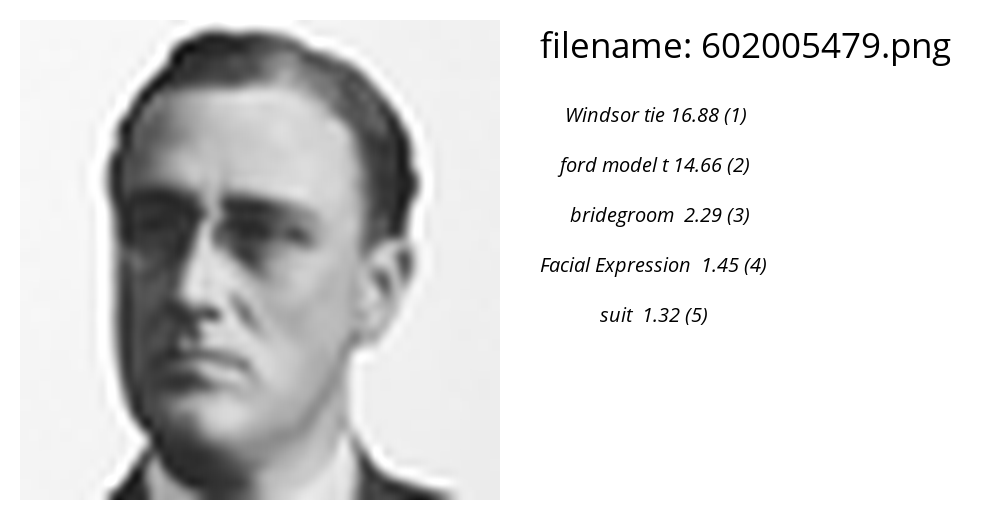 filename: 602005479.png
Windsor tie 16.88 (1)
ford model t 14.66 (2)
bridegroom 2.29 (3)
Facial Expression 1.45 (4)
suit 1.32 (5)